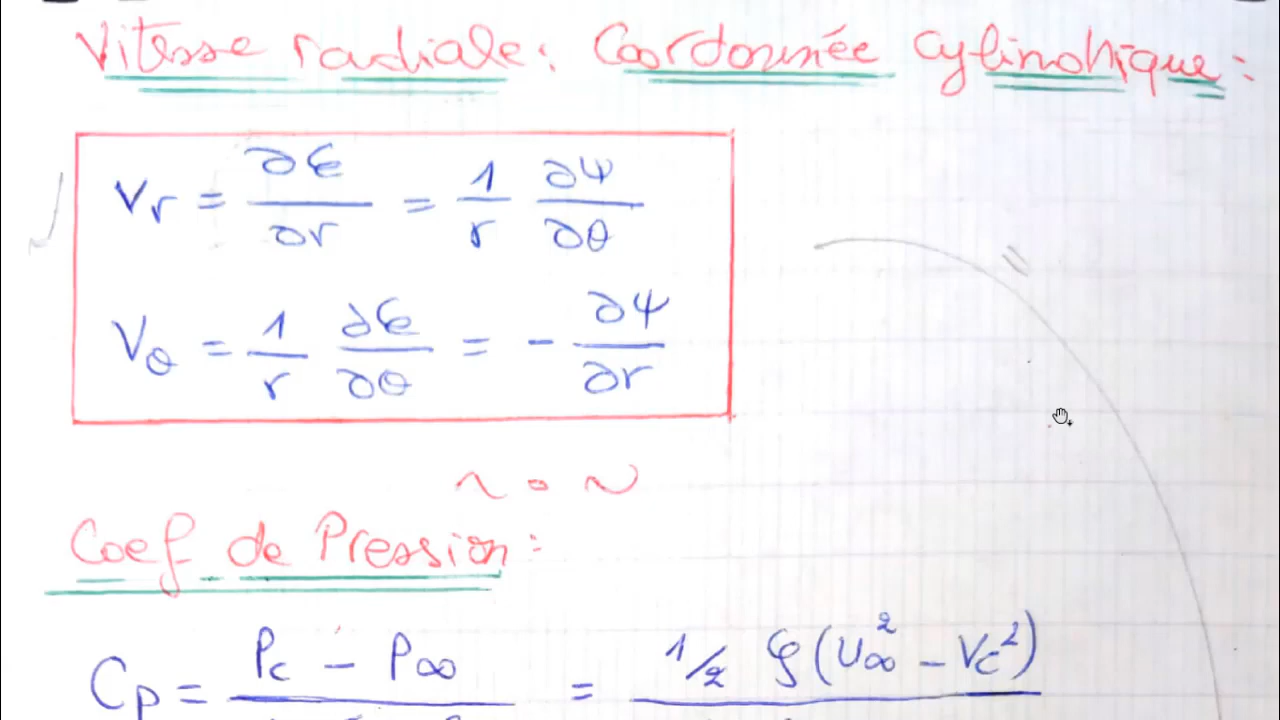 Vitesse radiale: Coordonnée cylindrique:
Vr = ∂φ/∂r = 1/r ∂Ψ/∂θ
Vθ = 1/r ∂φ/∂θ = - ∂Ψ/∂r
Coef de Pression:
Cp = Pc - P∞ = 1/2 ρ (U∞² - Vc²)